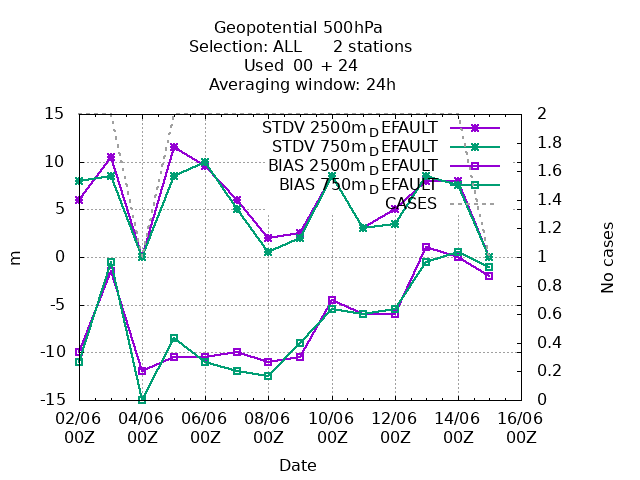 Geopotential 500hPa
Selection: ALL 2 stations
Used 00 + 24
Averaging window: 24h
15 2
STDV 2500m_DEFAULT
1.8
STDV 750m_DEFAULT
10 1.6
BIAS 2500m_DEFAULT
BIAS 750m_DEFAULT
1.4
CASES
5
1.2
0 1
m No cases
0.8
-5
0.6
0.4
-10
0.2
-15 0
02/06 04/06 06/06 08/06 10/06 12/06 14/06 16/06
00Z 00Z 00Z 00Z 00Z 00Z 00Z 00Z
Date